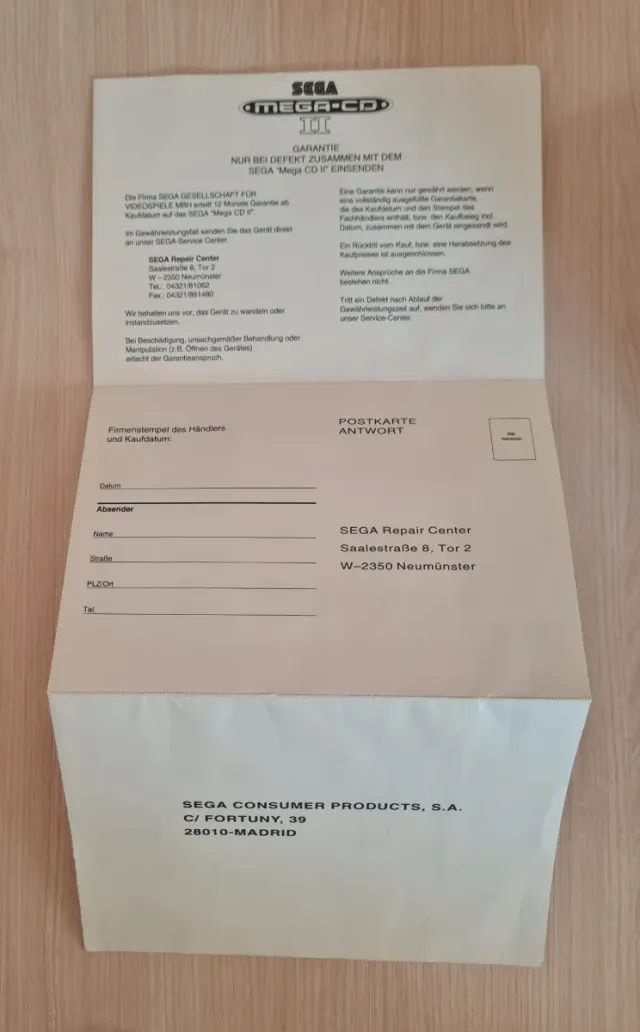 SEGA
MEGA-CD
II
GARANTIE
NUR BEI DEFEKT ZUSAMMEN MIT DEM
SEGA "Mega CD II" EINSENDEN
Die Firma SEGA GESELLSCHAFT FÜR
VIDEOSPIELE MBH erteilt 12 Monate Garantie ab
Kaufdatum auf das SEGA "Mega CD II".
Im Gewährleistungsfall senden Sie das Gerät direkt
an unser SEGA-Service Center.
SEGA Repair Center
Saalestraße 8, Tor 2
W – 2350 Neumünster
Tel.: 04321/81062
Fax.: 04321/881480
Wir behalten uns vor, das Gerät zu wandeln oder
instandzusetzen.
Bei Beschädigung, unsachgemäßer Behandlung oder
Manipulation (z.B. Öffnen des Gerätes)
erlischt der Garantieanspruch.
Eine Garantie kann nur gewährt werden, wenn
eine vollständig ausgefüllte Garantiekarte,
die das Kaufdatum und den Stempel des
Fachhändlers enthält, bzw. den Kaufbeleg incl.
Datum, zusammen mit dem Gerät eingesandt wird.
Ein Rücktritt vom Kauf, bzw. eine Herabsetzung des
Kaufpreises ist ausgeschlossen.
Weitere Ansprüche an die Firma SEGA
bestehen nicht.
Tritt ein Defekt nach Ablauf der
Gewährleistungszeit auf, wenden Sie sich bitte an
unser Service-Center.
Firmenstempel des Händlers
und Kaufdatum:
Datum
Absender
Name
Straße
PLZ/Ort
Tel.
POSTKARTE
ANTWORT
SEGA Repair Center
Saalestraße 8, Tor 2
W–2350 Neumünster
SEGA CONSUMER PRODUCTS, S.A.
C/ FORTUNY, 39
28010-MADRID